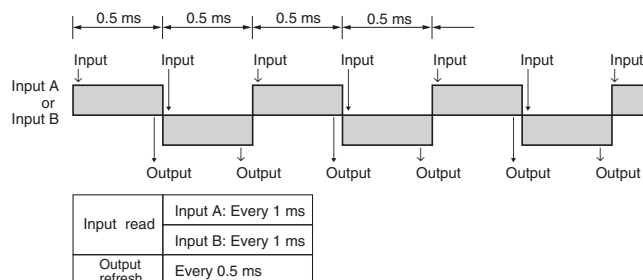 0.5 ms 0.5 ms 0.5 ms 0.5 ms
Input Input Input Input Input Input Input
Input A
or
Input B
Output Output Output Output Output Output
Input read
Input A: Every 1 ms
Input B: Every 1 ms
Output
refresh
Every 0.5 ms